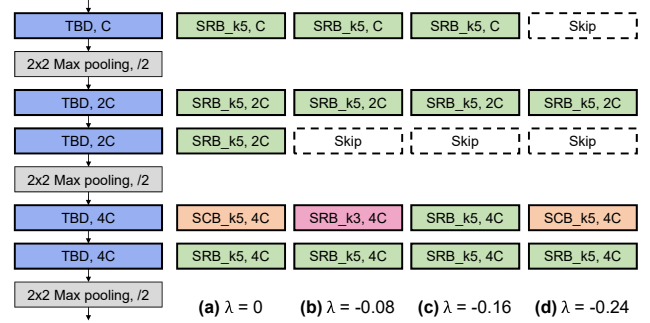 TBD, C SRB_k5, C SRB_k5, C SRB_k5, C Skip
2x2 Max pooling, /2
TBD, 2C SRB_k5, 2C SRB_k5, 2C SRB_k5, 2C SRB_k5, 2C
TBD, 2C SRB_k5, 2C Skip Skip Skip
2x2 Max pooling, /2
TBD, 4C SCB_k5, 4C SRB_k3, 4C SRB_k5, 4C SCB_k5, 4C
TBD, 4C SRB_k5, 4C SRB_k5, 4C SRB_k5, 4C SRB_k5, 4C
2x2 Max pooling, /2 (a) λ = 0 (b) λ = -0.08 (c) λ = -0.16 (d) λ = -0.24